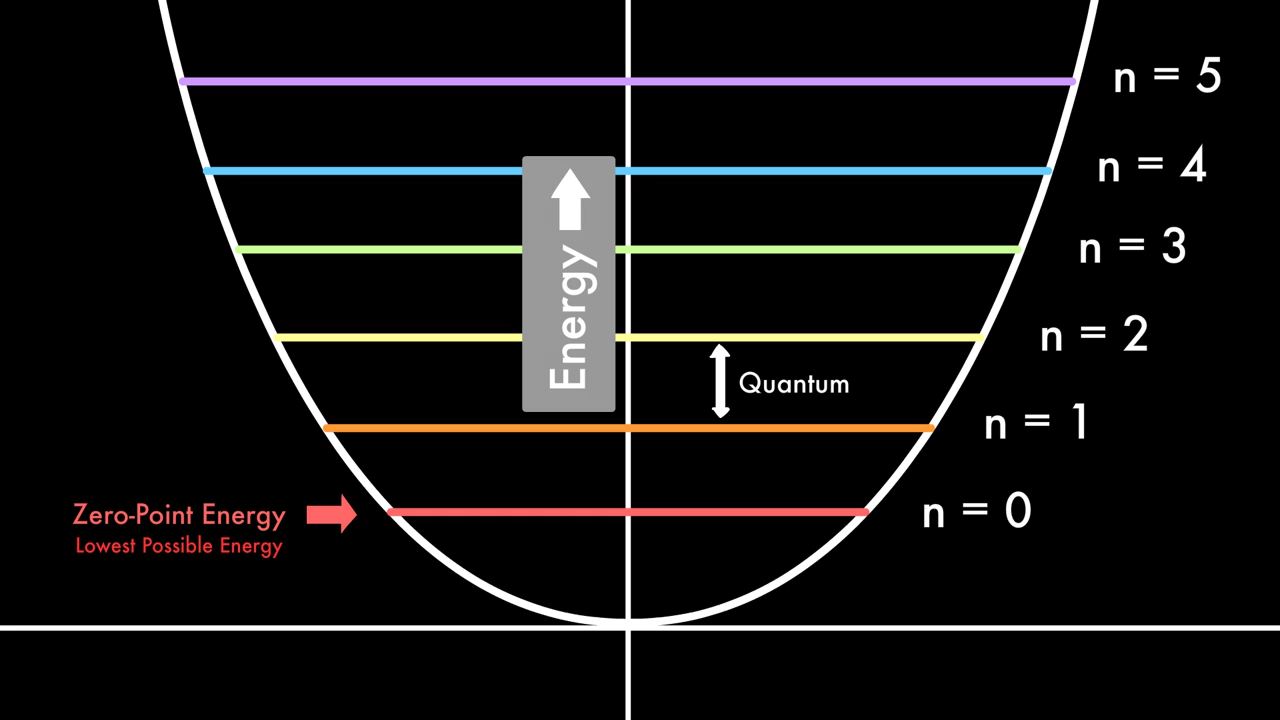 n = 5
n = 4
n = 3
n = 2
n = 1
n = 0
Energy
Quantum
Zero-Point Energy
Lowest Possible Energy